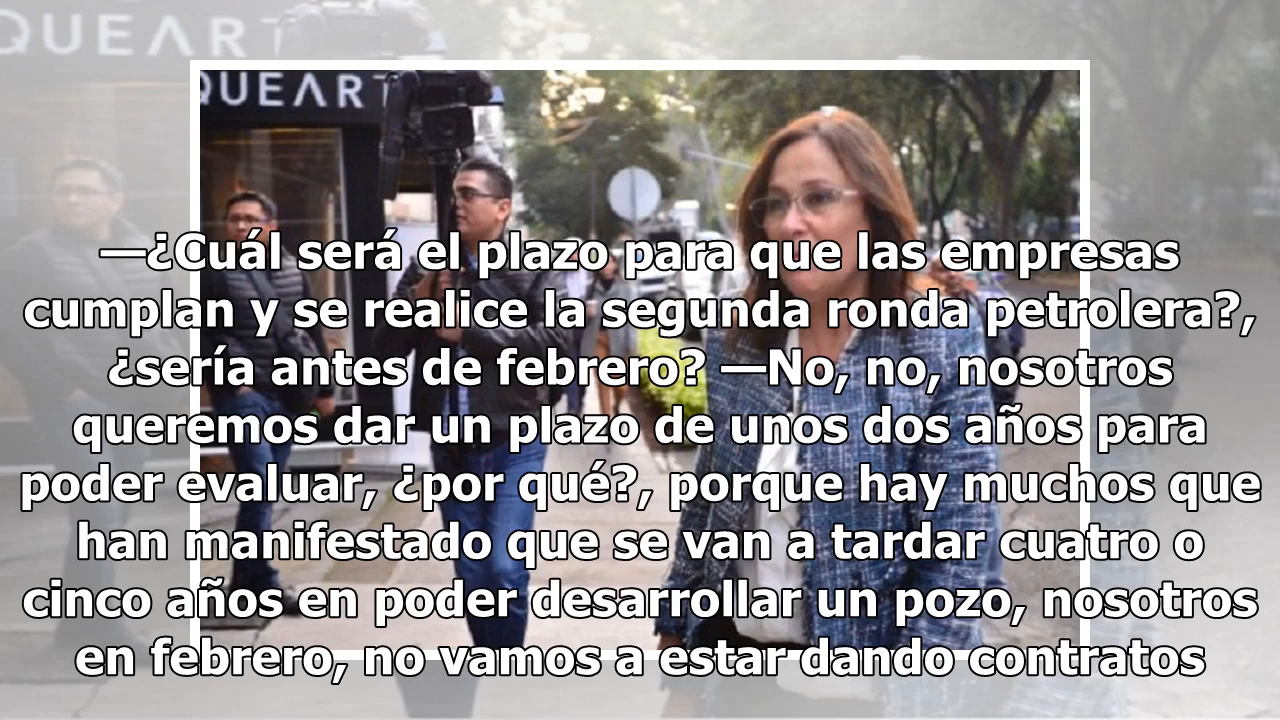 QUEART
QUEART
—¿Cuál será el plazo para que las empresas
cumplan y se realice la segunda ronda petrolera?,
¿sería antes de febrero? —No, no, nosotros
queremos dar un plazo de unos dos años para
poder evaluar, ¿por qué?, porque hay muchos que
han manifestado que se van a tardar cuatro o
cinco años en poder desarrollar un pozo, nosotros
en febrero, no vamos a estar dando contratos